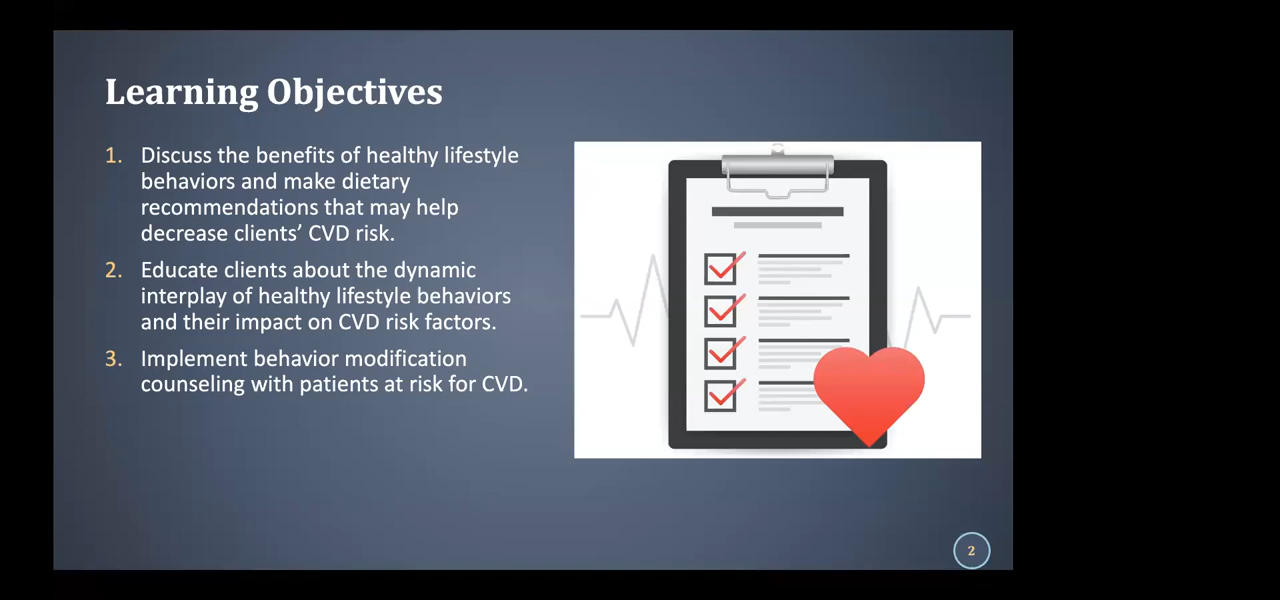 Learning Objectives
1. Discuss the benefits of healthy lifestyle
behaviors and make dietary
recommendations that may help
decrease clients’ CVD risk.
2. Educate clients about the dynamic
interplay of healthy lifestyle behaviors
and their impact on CVD risk factors.
3. Implement behavior modification
counseling with patients at risk for CVD.
2